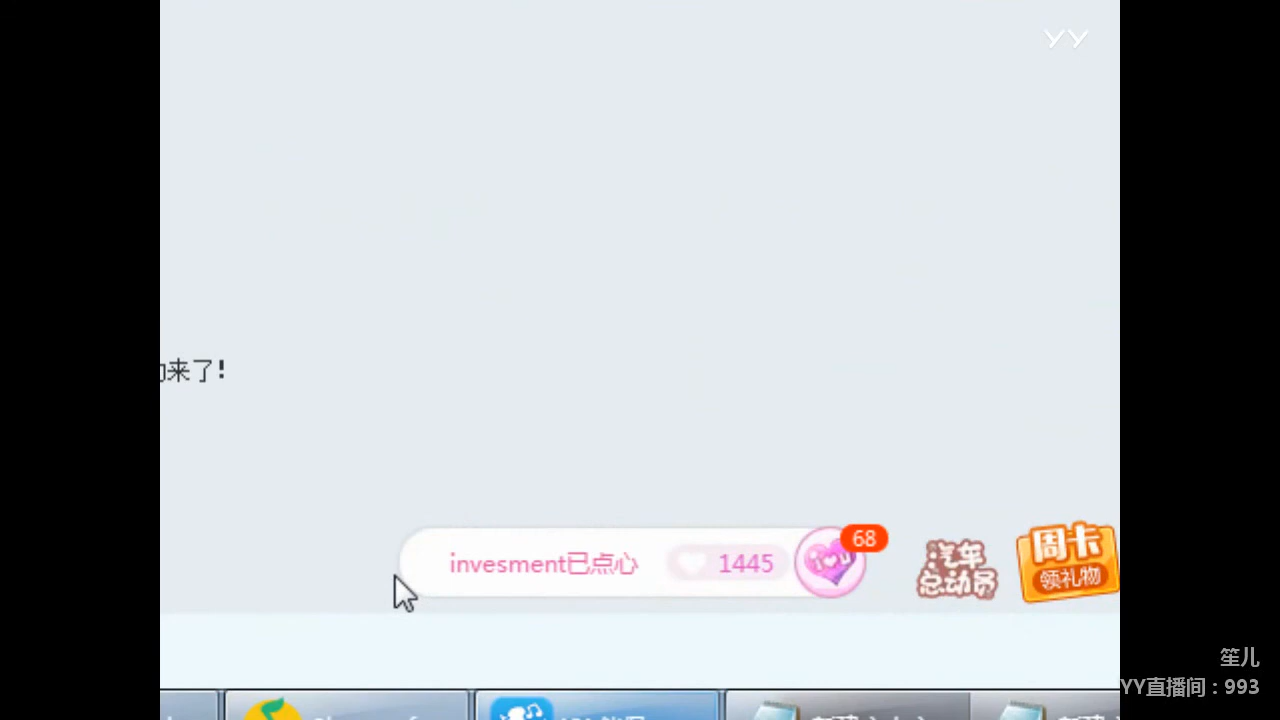 YY
来了!
invesment已点心
1445
68
i U
汽车
总动员
周卡
领礼物
笙儿
YY直播间：993